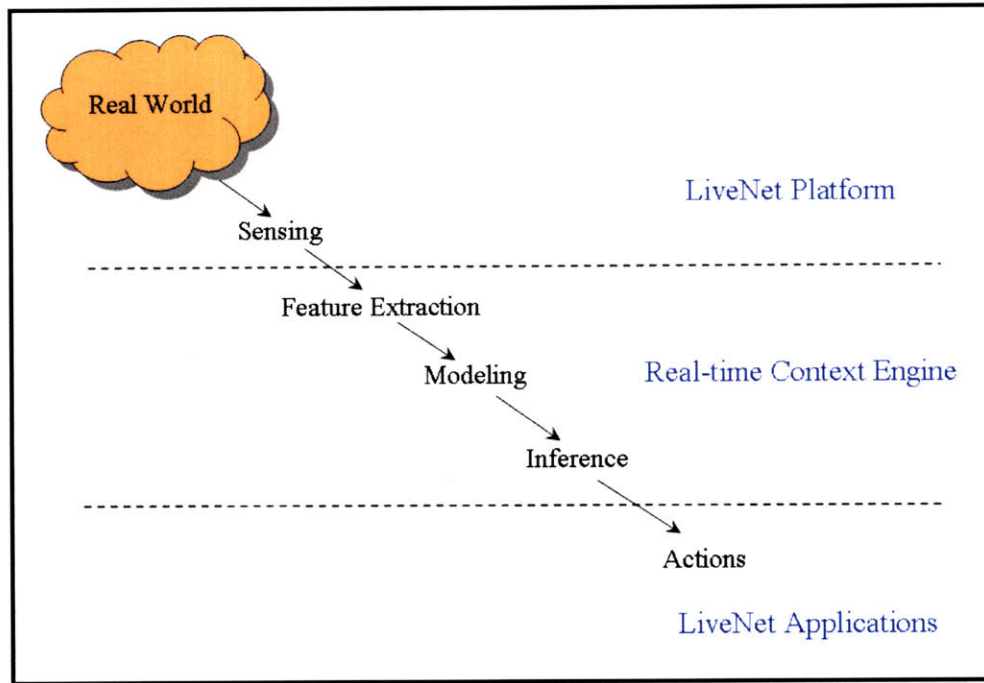 Real World
LiveNet Platform
Sensing
Feature Extraction
Modeling
Real-time Context Engine
Inference
Actions
LiveNet Applications